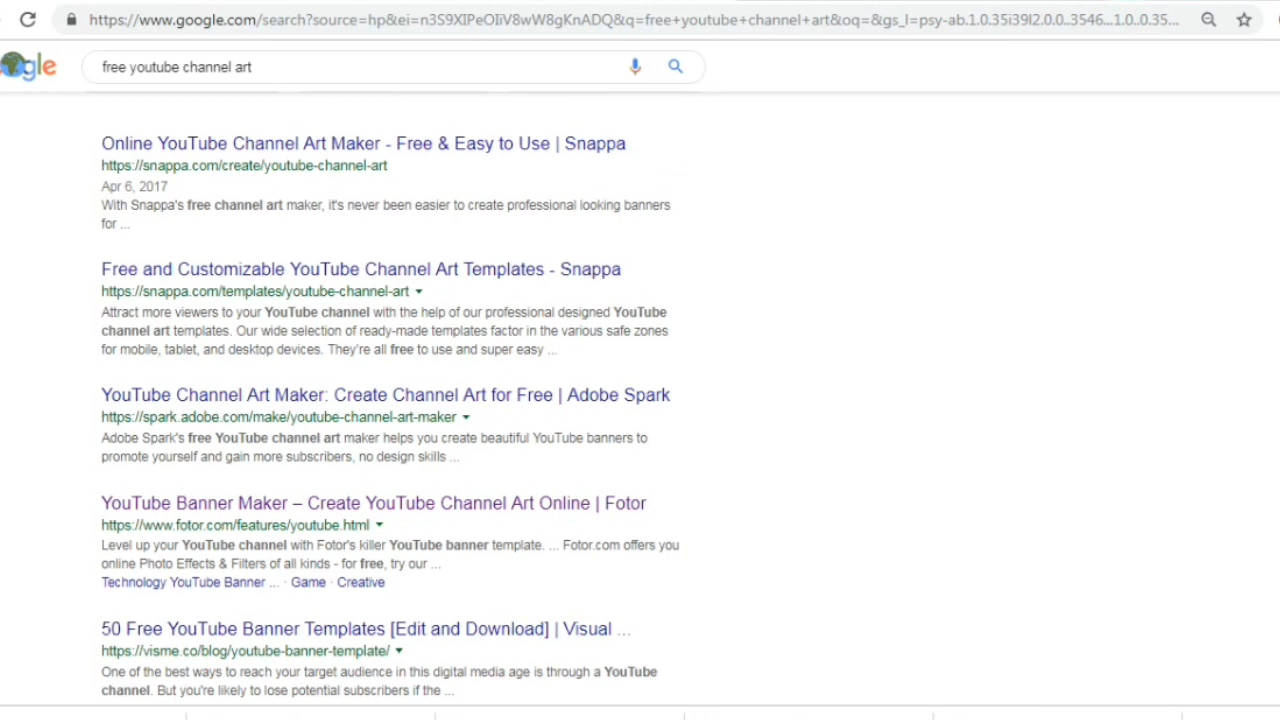 https://www.google.com/search?source=hp&ei=n3S9XIPeOIiV8wW8gKnADQ&q=free+youtube+channel+art&oq=&gs_l=psy-ab.1.0.35i39l2.0.0..3546...1.0..0.35...
free youtube channel art
Online YouTube Channel Art Maker - Free & Easy to Use | Snappa
https://snappa.com/create/youtube-channel-art
Apr 6, 2017
With Snappa's free channel art maker, it's never been easier to create professional looking banners
for ...
Free and Customizable YouTube Channel Art Templates - Snappa
https://snappa.com/templates/youtube-channel-art
Attract more viewers to your YouTube channel with the help of our professional designed YouTube
channel art templates. Our wide selection of ready-made templates factor in the various safe zones
for mobile, tablet, and desktop devices. They're all free to use and super easy ...
YouTube Channel Art Maker: Create Channel Art for Free | Adobe Spark
https://spark.adobe.com/make/youtube-channel-art-maker
Adobe Spark's free YouTube channel art maker helps you create beautiful YouTube banners to
promote yourself and gain more subscribers, no design skills ...
YouTube Banner Maker – Create YouTube Channel Art Online | Fotor
https://www.fotor.com/features/youtube.html
Level up your YouTube channel with Fotor's killer YouTube banner template. ... Fotor.com offers you
online Photo Effects & Filters of all kinds - for free, try our ...
Technology YouTube Banner ... · Game · Creative
50 Free YouTube Banner Templates [Edit and Download] | Visual ...
https://visme.co/blog/youtube-banner-template/
One of the best ways to reach your target audience in this digital media age is through a YouTube
channel. But you're likely to lose potential subscribers if the ...